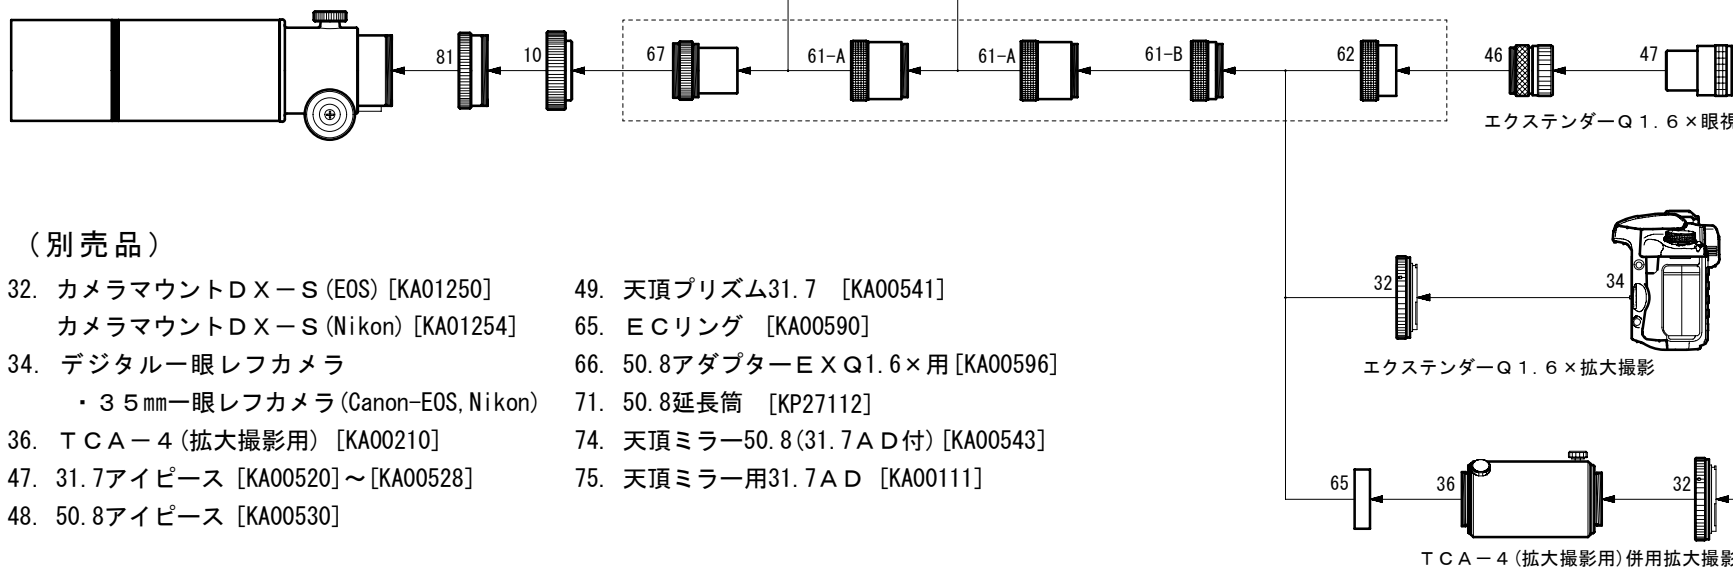 81
10
67
61-A
61-A
61-B
62
46
47
エクステンダーＱ１.６×眼視
(別売品)
32. カメラマウントＤＸ－Ｓ(EOS) [KA01250]
カメラマウントＤＸ－Ｓ(Nikon) [KA01254]
34. デジタル一眼レフカメラ
・３５mm一眼レフカメラ(Canon-EOS,Nikon)
36. ＴＣＡ－４(拡大撮影用) [KA00210]
47. 31.7アイピース [KA00520]～[KA00528]
48. 50.8アイピース [KA00530]
49. 天頂プリズム31.7 [KA00541]
65. ＥＣリング [KA00590]
66. 50.8アダプターＥＸＱ1.6×用[KA00596]
71. 50.8延長筒 [KP27112]
74. 天頂ミラー50.8(31.7ＡＤ付) [KA00543]
75. 天頂ミラー用31.7ＡＤ [KA00111]
32
34
エクステンダーＱ１.６×拡大撮影
65
36
32
ＴＣＡ－４(拡大撮影用)併用拡大撮影